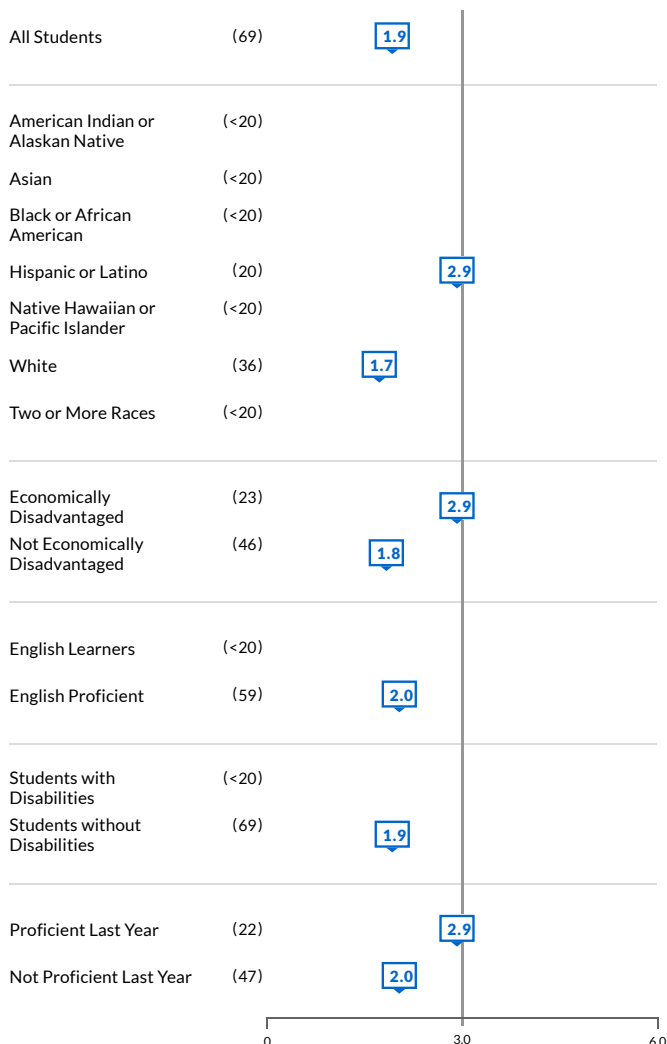 All Students (69) 1.9
American Indian or (<20)
Alaskan Native
Asian (<20)
Black or African (<20)
American
Hispanic or Latino (20) 2.9
Native Hawaiian or (<20)
Pacific Islander
White (36) 1.7
Two or More Races (<20)
Economically (23) 2.9
Disadvantaged
Not Economically (46) 1.8
Disadvantaged
English Learners (<20)
English Proficient (59) 2.0
Students with (<20)
Disabilities
Students without (69) 1.9
Disabilities
Proficient Last Year (22) 2.9
Not Proficient Last Year (47) 2.0
0 3.0 6.0